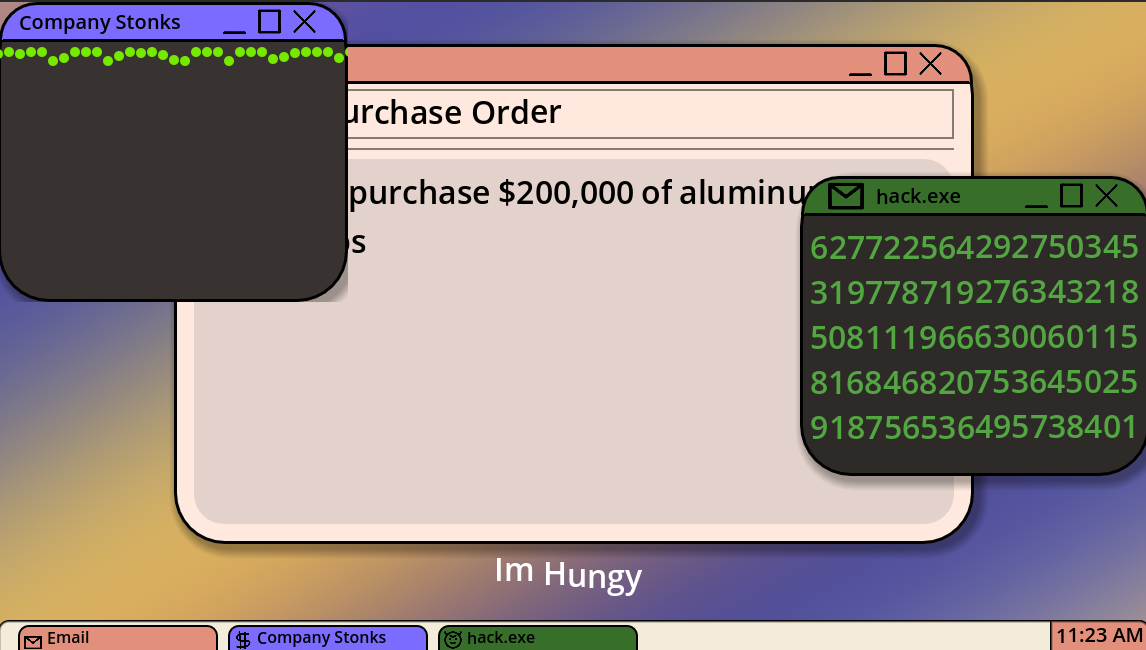 Company Stonks
urchase Order
purchase $200,000 of aluminu
os
hack.exe
627722564292750345
319778719276343218
508111966630060115
816846820753645025
918756536495738401
Im Hungy
Email
Company Stonks
hack.exe
11:23 AM